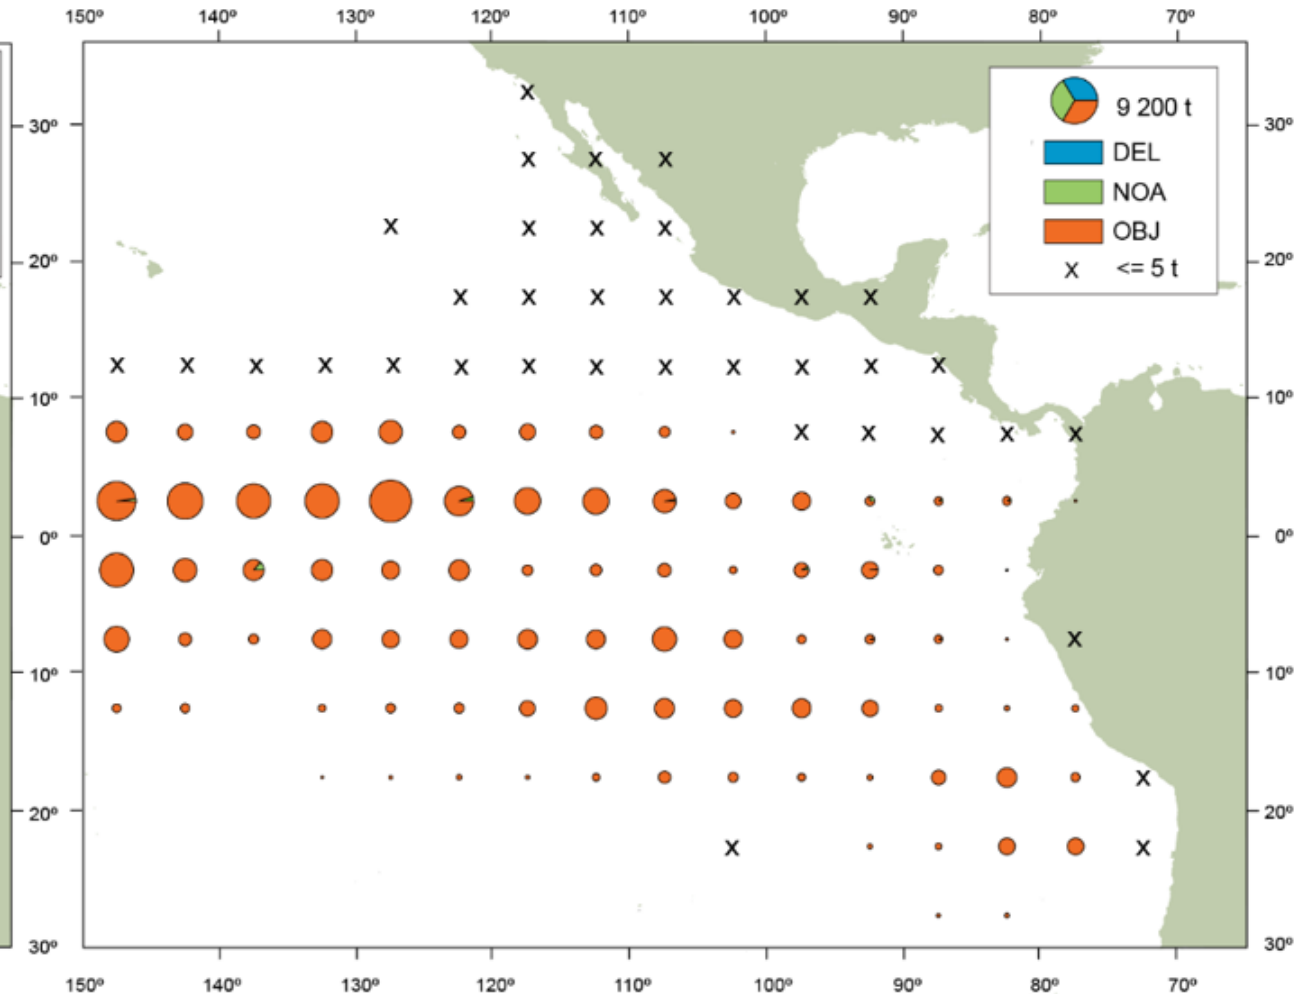 150º 140º 130º 120º 110º 100º 90º 80º 70º
9 200 t
DEL
NOA
OBJ
x <= 5 t
x
30º 30º
x x x
x x x x
20º 20º
x x x x x x x
x x x x x x x x x x x x x
10º 10º
x x x x x
0º 0º
x
10º 10º
x
20º 20º
x x
30º 30º
150º 140º 130º 120º 110º 100º 90º 80º 70º